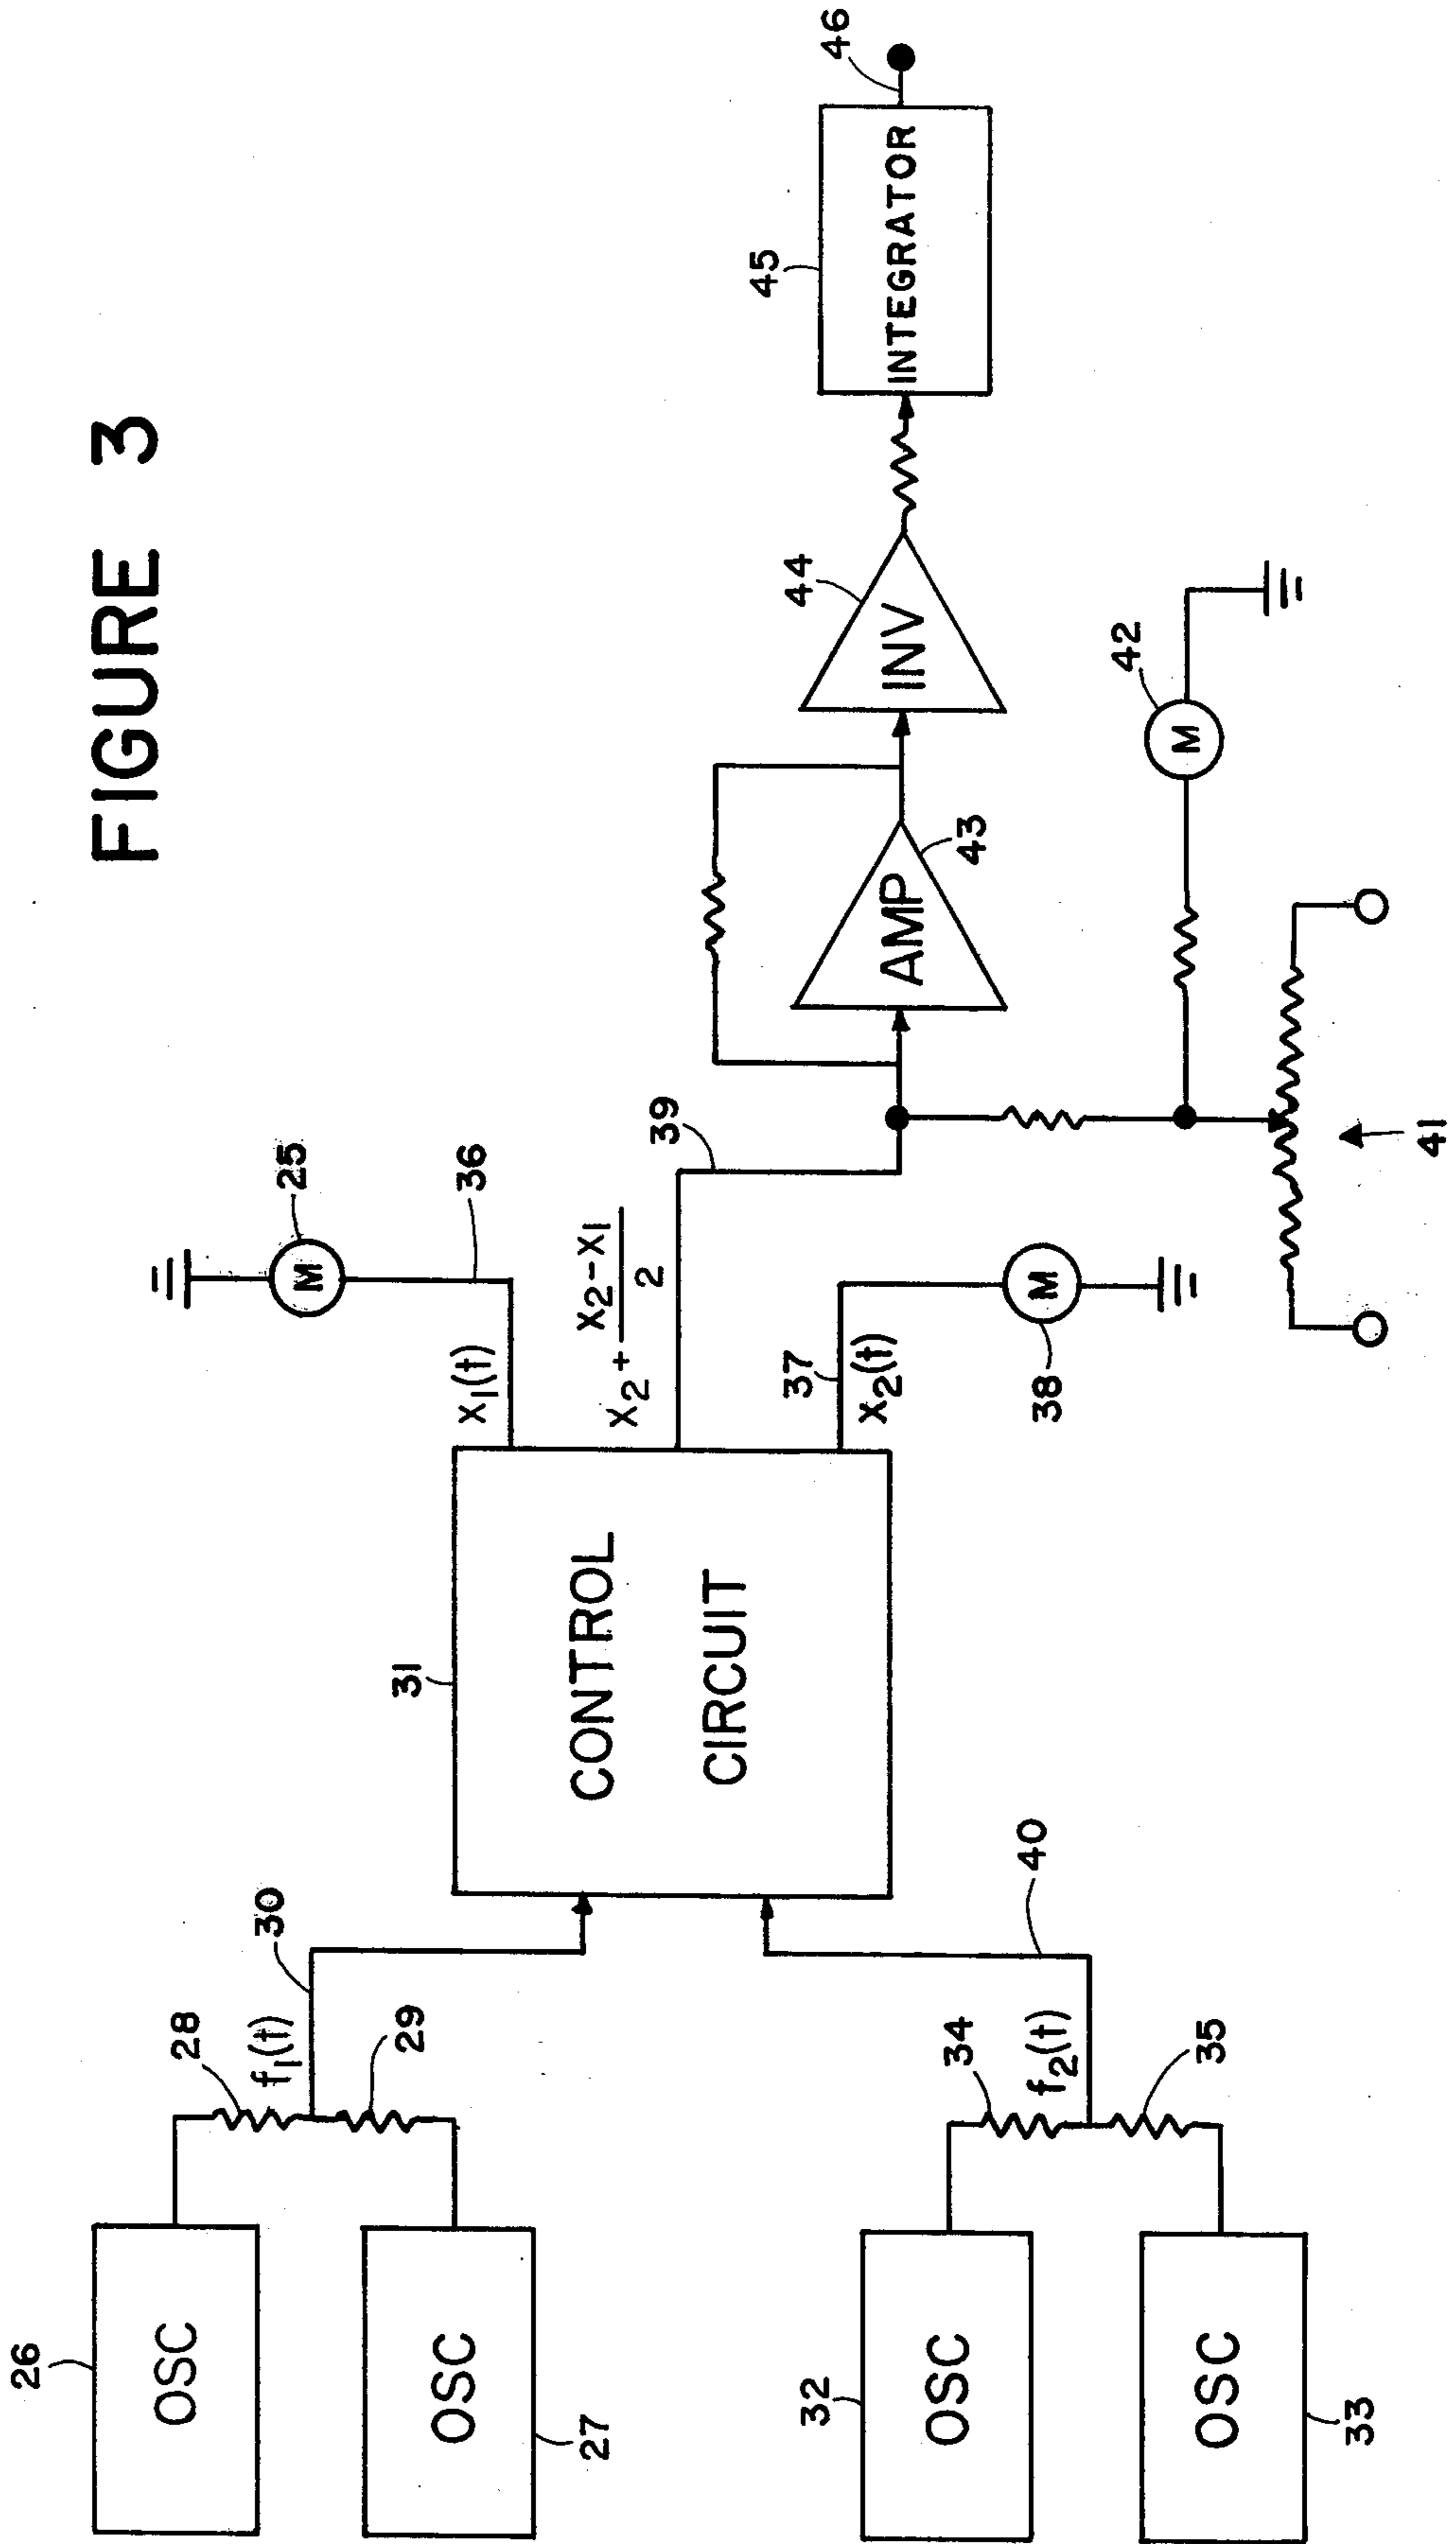 FIGURE 3
26
OSC
27
OSC
28
f1(t)
29
30
32
OSC
33
OSC
34
f2(t)
35
40
31
CONTROL
CIRCUIT
x1(t)
36
25
M
x2 + x2-x1
2
39
37
x2(t)
38
M
AMP
43
INV
44
45
INTEGRATOR
46
42
M
41